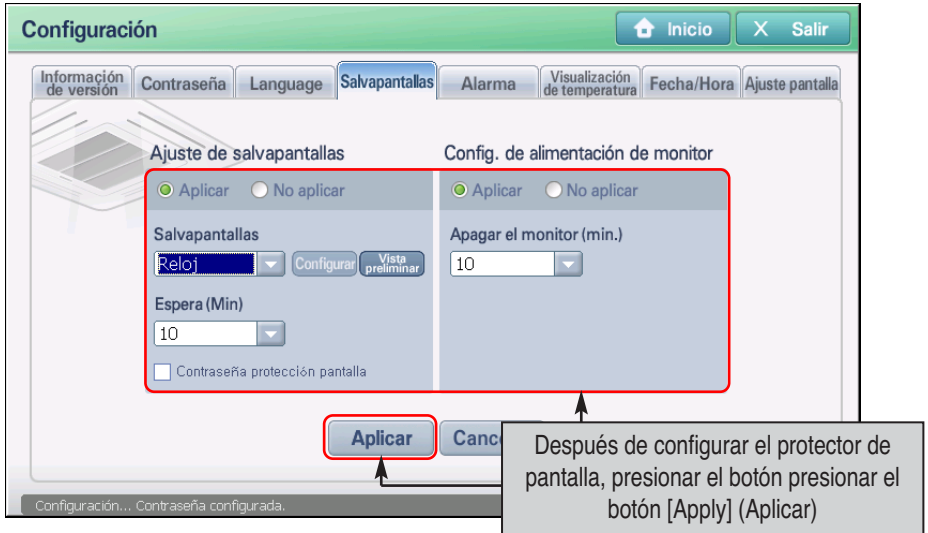 Configuración
Inicio
X Salir
Información de versión
Contraseña
Language
Salvapantallas
Alarma
Visualización de temperatura
Fecha/Hora
Ajuste pantalla
Ajuste de salvapantallas
Aplicar No aplicar
Salvapantallas
Reloj Configurar Vista preliminar
Espera (Min)
10
Contraseña protección pantalla
Config. de alimentación de monitor
Aplicar No aplicar
Apagar el monitor (min.)
10
Aplicar
Después de configurar el protector de
pantalla, presionar el botón presionar el
botón [Apply] (Aplicar)
Configuración... Contraseña configurada.